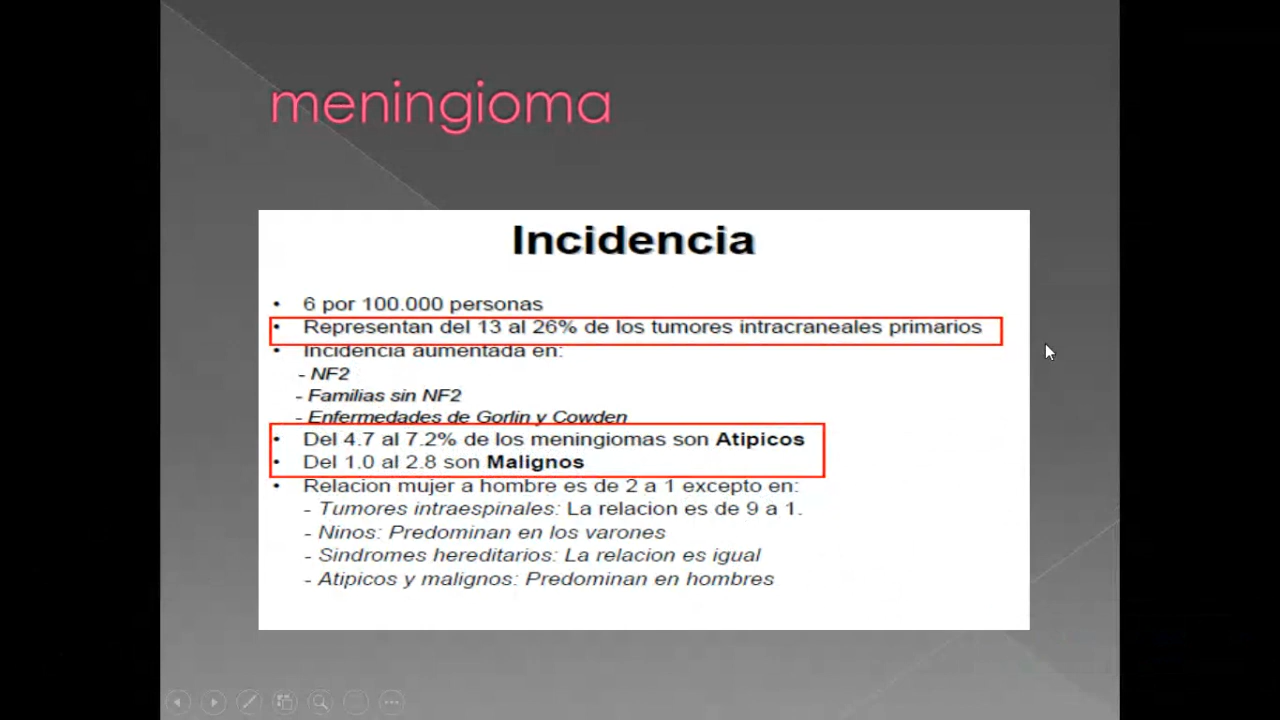 meningioma
Incidencia
• 6 por 100.000 personas
• Representan del 13 al 26% de los tumores intracraneales primarios
• Incidencia aumentada en:
- NF2
- Familias sin NF2
- Enfermedades de Gorlin y Cowden
• Del 4.7 al 7.2% de los meningiomas son Atipicos
• Del 1.0 al 2.8 son Malignos
• Relacion mujer a hombre es de 2 a 1 excepto en:
- Tumores intraespinales: La relacion es de 9 a 1.
- Ninos: Predominan en los varones
- Sindromes hereditarios: La relacion es igual
- Atipicos y malignos: Predominan en hombres